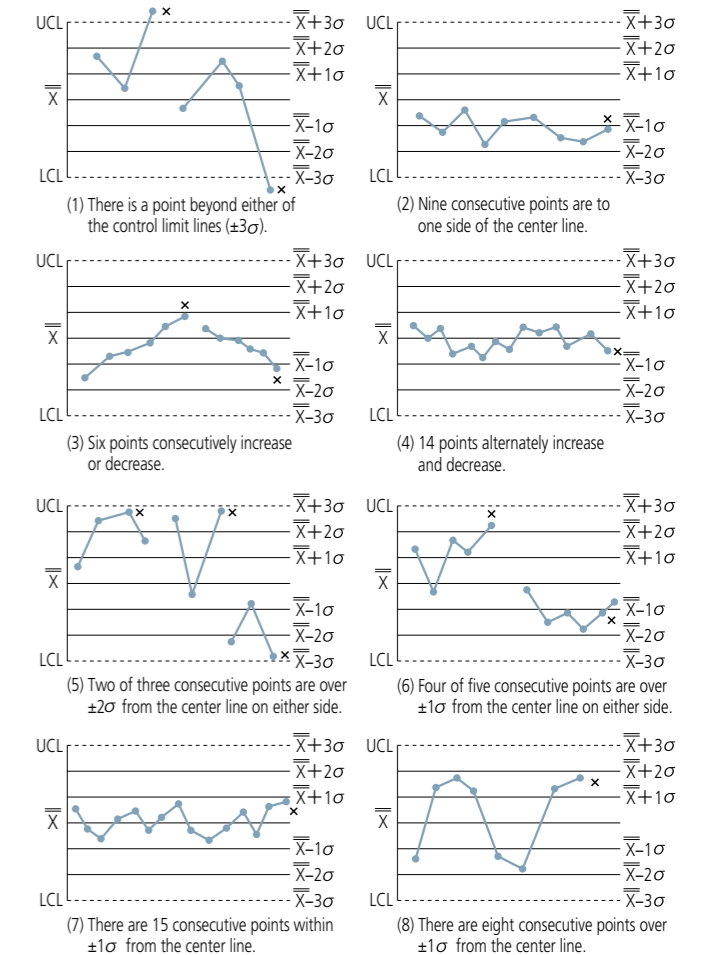 UCL
X+3σ
X+2σ
X+1σ
X
X–1σ
X–2σ
LCL
X–3σ
(1) There is a point beyond either of
the control limit lines (±3σ).
UCL
X+3σ
X+2σ
X+1σ
X
X–1σ
X–2σ
LCL
X–3σ
(2) Nine consecutive points are to
one side of the center line.
UCL
X+3σ
X+2σ
X+1σ
X
X–1σ
X–2σ
LCL
X–3σ
(3) Six points consecutively increase
or decrease.
UCL
X+3σ
X+2σ
X+1σ
X
X–1σ
X–2σ
LCL
X–3σ
(4) 14 points alternately increase
and decrease.
UCL
X+3σ
X+2σ
X+1σ
X
X–1σ
X–2σ
LCL
X–3σ
(5) Two of three consecutive points are over
±2σ from the center line on either side.
UCL
X+3σ
X+2σ
X+1σ
X
X–1σ
X–2σ
LCL
X–3σ
(6) Four of five consecutive points are over
±1σ from the center line on either side.
UCL
X+3σ
X+2σ
X+1σ
X
X–1σ
X–2σ
LCL
X–3σ
(7) There are 15 consecutive points within
±1σ from the center line.
UCL
X+3σ
X+2σ
X+1σ
X
X–1σ
X–2σ
LCL
X–3σ
(8) There are eight consecutive points over
±1σ from the center line.